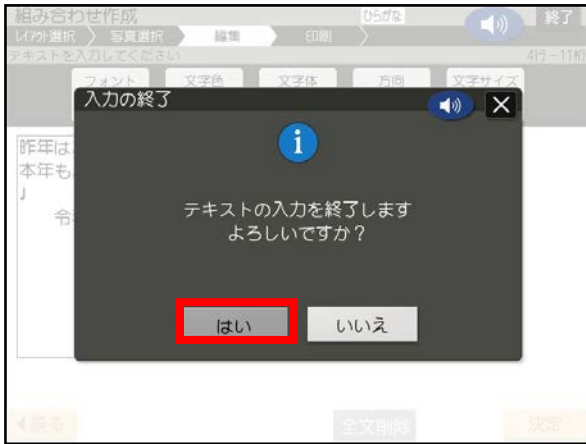 組み合わせ作成
ひらがな
終了
レイアウト選択
写真選択
編集
印刷
テキストを入力してください
4行-11桁
フォント
文字色
文字体
方向
文字サイズ
入力の終了
昨年は
本年も
テキストの入力を終了します
よろしいですか？
はい
いいえ
戻る
全文削除
決定